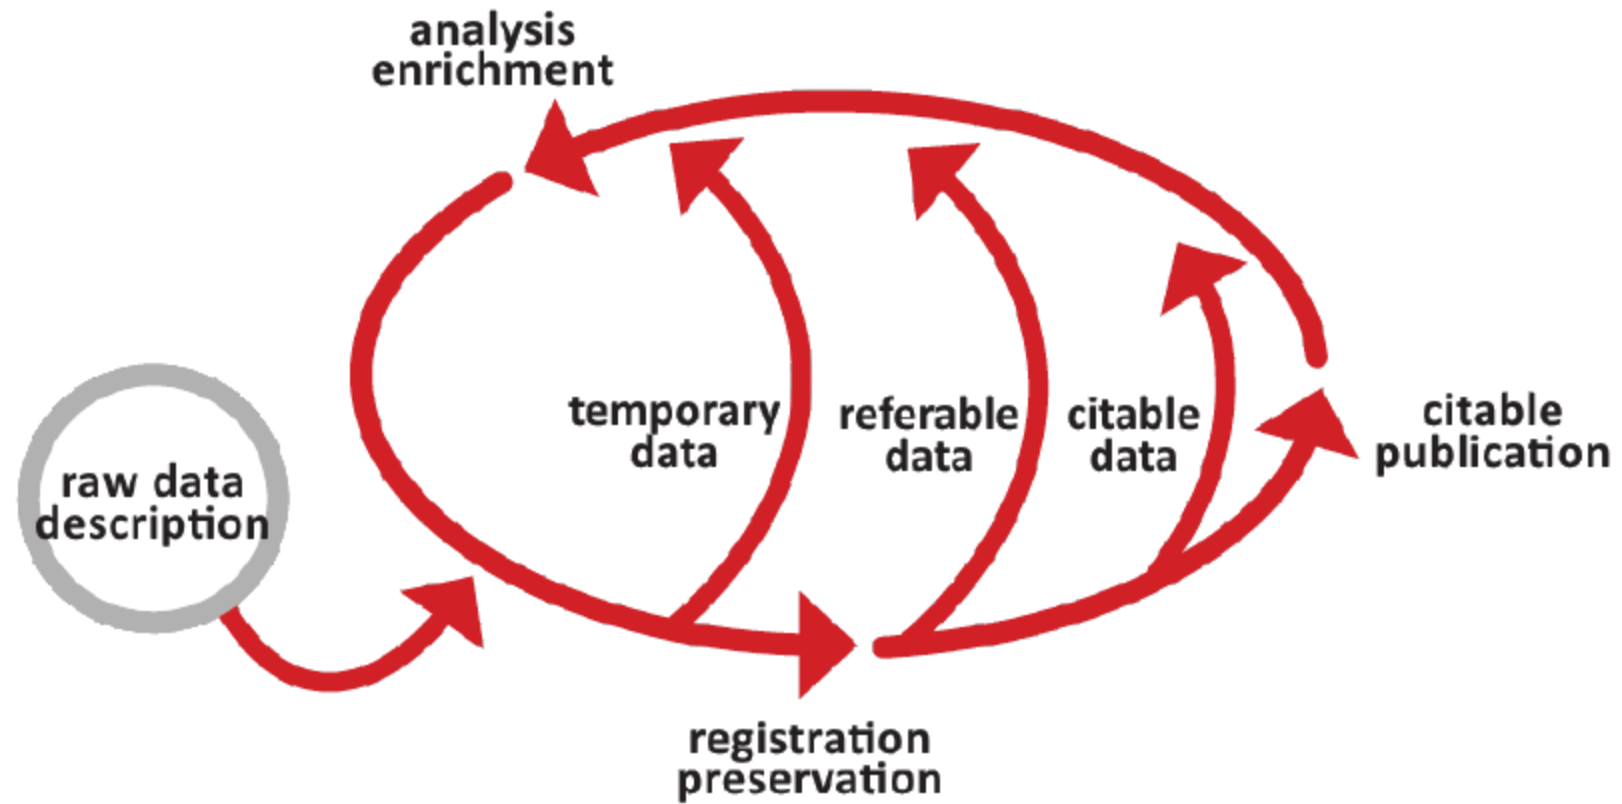 analysis
enrichment
temporary
data
referable
data
citable
data
citable
publication
raw data
description
registration
preservation